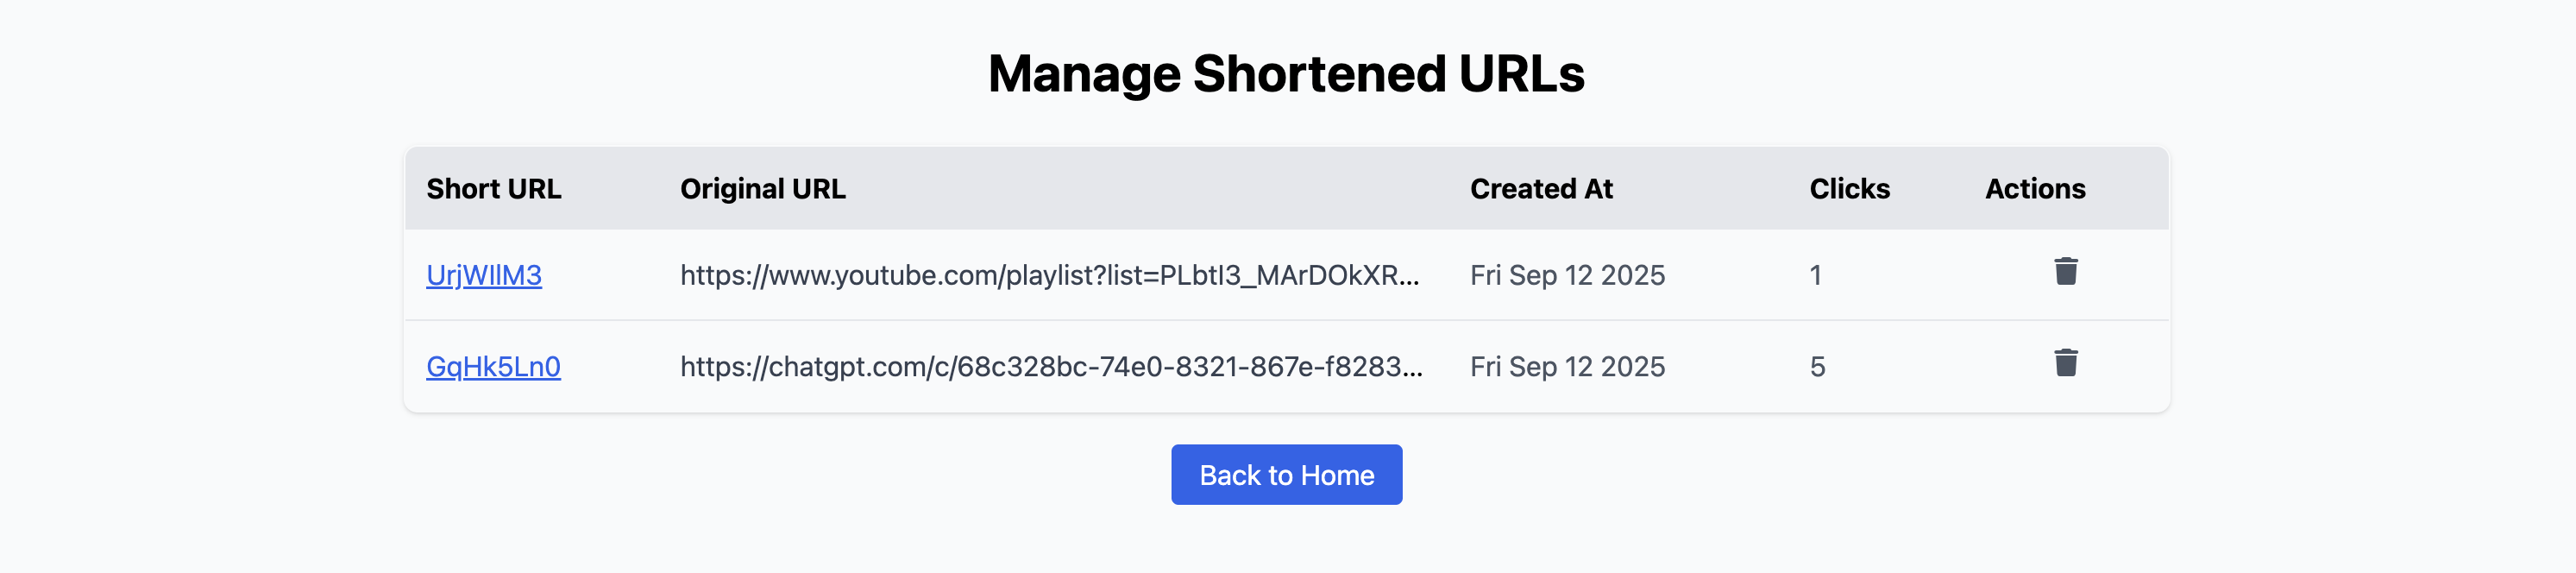 Manage Shortened URLs
Short URL Original URL Created At Clicks Actions
UrjWIlM3 https://www.youtube.com/playlist?list=PLbtI3_MArDOkXR... Fri Sep 12 2025 1
GqHk5Ln0 https://chatgpt.com/c/68c328bc-74e0-8321-867e-f8283... Fri Sep 12 2025 5
Back to Home